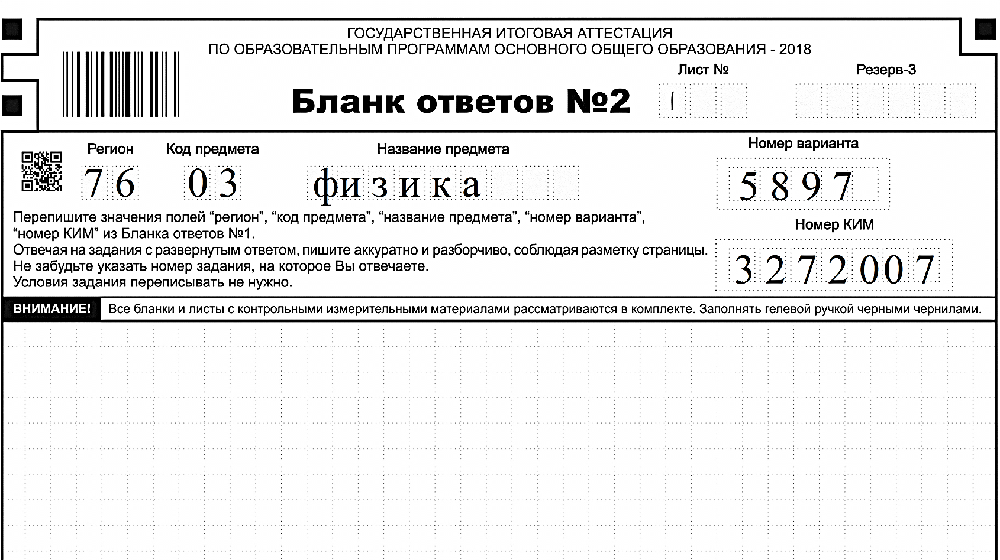 ГОСУДАРСТВЕННАЯ ИТОГОВАЯ АТТЕСТАЦИЯ
ПО ОБРАЗОВАТЕЛЬНЫМ ПРОГРАММАМ ОСНОВНОГО ОБЩЕГО ОБРАЗОВАНИЯ - 2018
Лист № Резерв-3
Бланк ответов №2 1
Регион Код предмета Название предмета Номер варианта
76 03 физика 5897
Перепишите значения полей “регион”, “код предмета”, “название предмета”, “номер варианта”,
“номер КИМ” из Бланка ответов №1.
Номер КИМ
3272007
Отвечая на задания с развернутым ответом, пишите аккуратно и разборчиво, соблюдая разметку страницы.
Не забудьте указать номер задания, на которое Вы отвечаете.
Условия задания переписывать не нужно.
ВНИМАНИЕ! Все бланки и листы с контрольными измерительными материалами рассматриваются в комплекте. Заполнять гелевой ручкой черными чернилами.